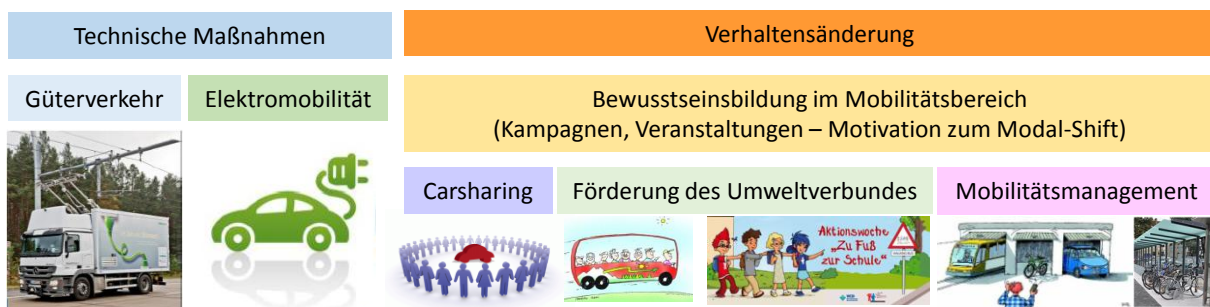 Technische Maßnahmen
Verhaltensänderung
Güterverkehr
Elektromobilität
Bewusstseinsbildung im Mobilitätsbereich
(Kampagnen, Veranstaltungen – Motivation zum Modal-Shift)
Carsharing
Förderung des Umweltverbundes
Mobilitätsmanagement
Aktionswoche
„Zu Fuß
zur Schule“